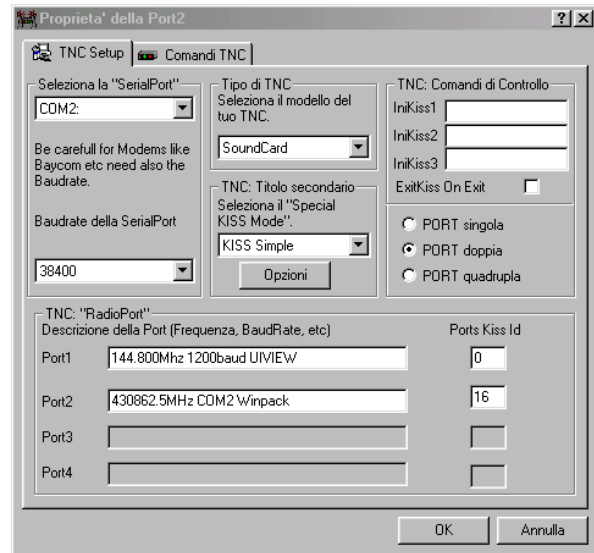 Proprieta' della Port2
TNC Setup
Comandi TNC
Seleziona la "SerialPort"
COM2:
Be carefull for Modems like
Baycom etc need also the
Baudrate.
Baudrate della SerialPort
38400
Tipo di TNC
Seleziona il modello del
tuo TNC.
SoundCard
TNC: Titolo secondario
Seleziona il "Special
KISS Mode".
KISS Simple
Opzioni
TNC: Comandi di Controllo
IniKiss1
IniKiss2
IniKiss3
ExitKiss On Exit
PORT singola
PORT doppia
PORT quadrupla
TNC: "RadioPort"
Descrizione della Port (Frequenza, BaudRate, etc)
Ports Kiss Id
Port1 144.800Mhz 1200baud UIVIEW 0
Port2 430862.5MHz COM2 Winpack 16
Port3
Port4
OK
Annulla